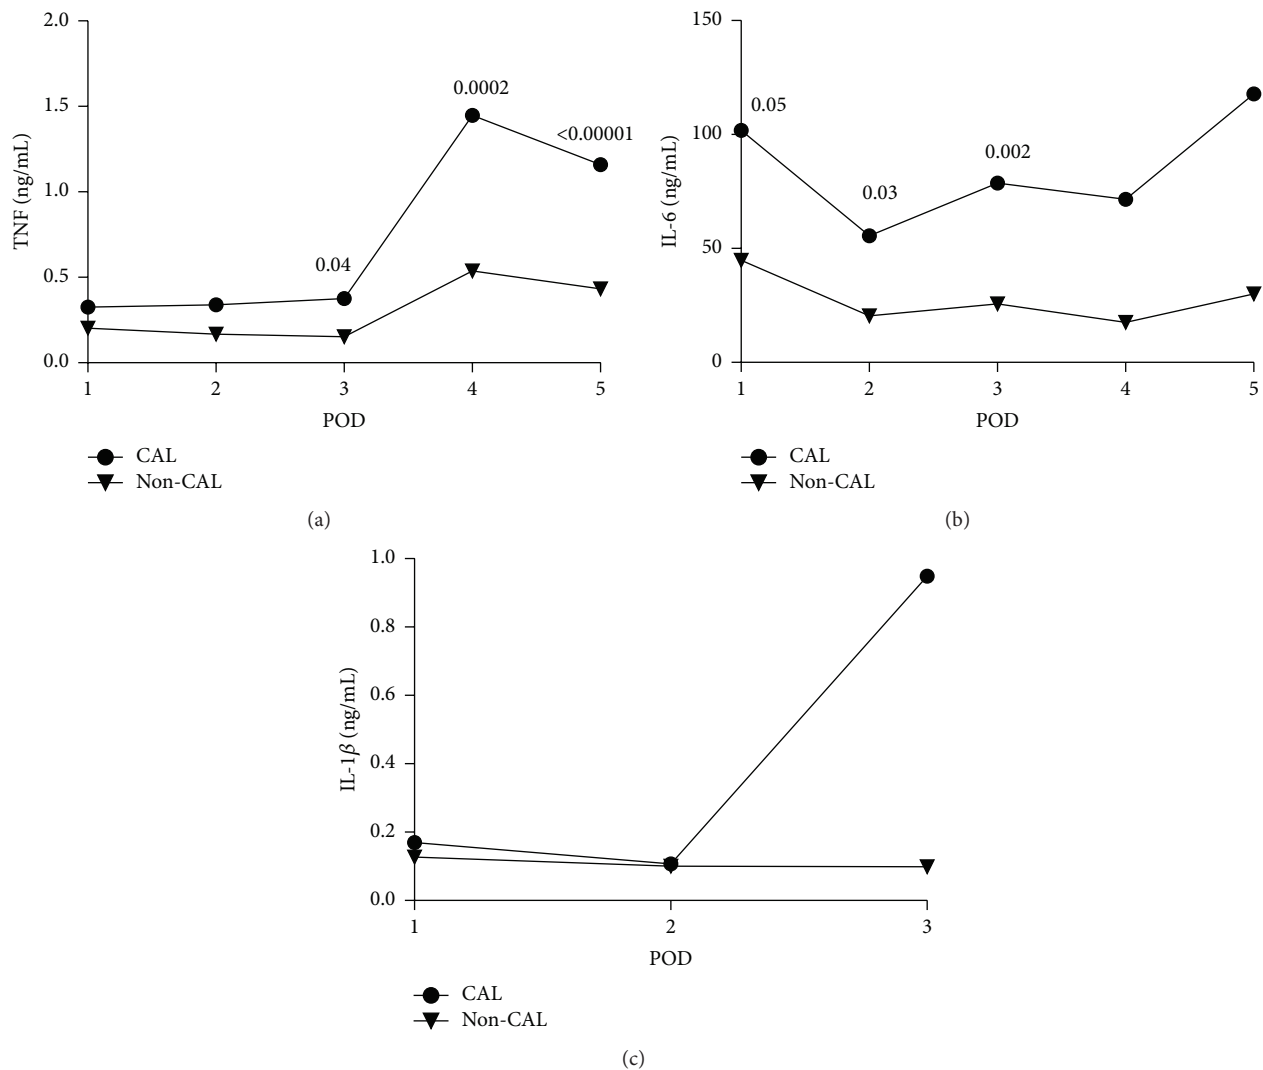 2.0
1.5
1.0
0.5
0.0
TNF (ng/mL)
0.04
0.0002
<0.00001
1 2 3 4 5
POD
CAL
Non-CAL
(a)
150
100
50
0
IL-6 (ng/mL)
0.05
0.03
0.002
1 2 3 4 5
POD
CAL
Non-CAL
(b)
1.0
0.8
0.6
0.4
0.2
0.0
IL-1β (ng/mL)
1 2 3
POD
CAL
Non-CAL
(c)